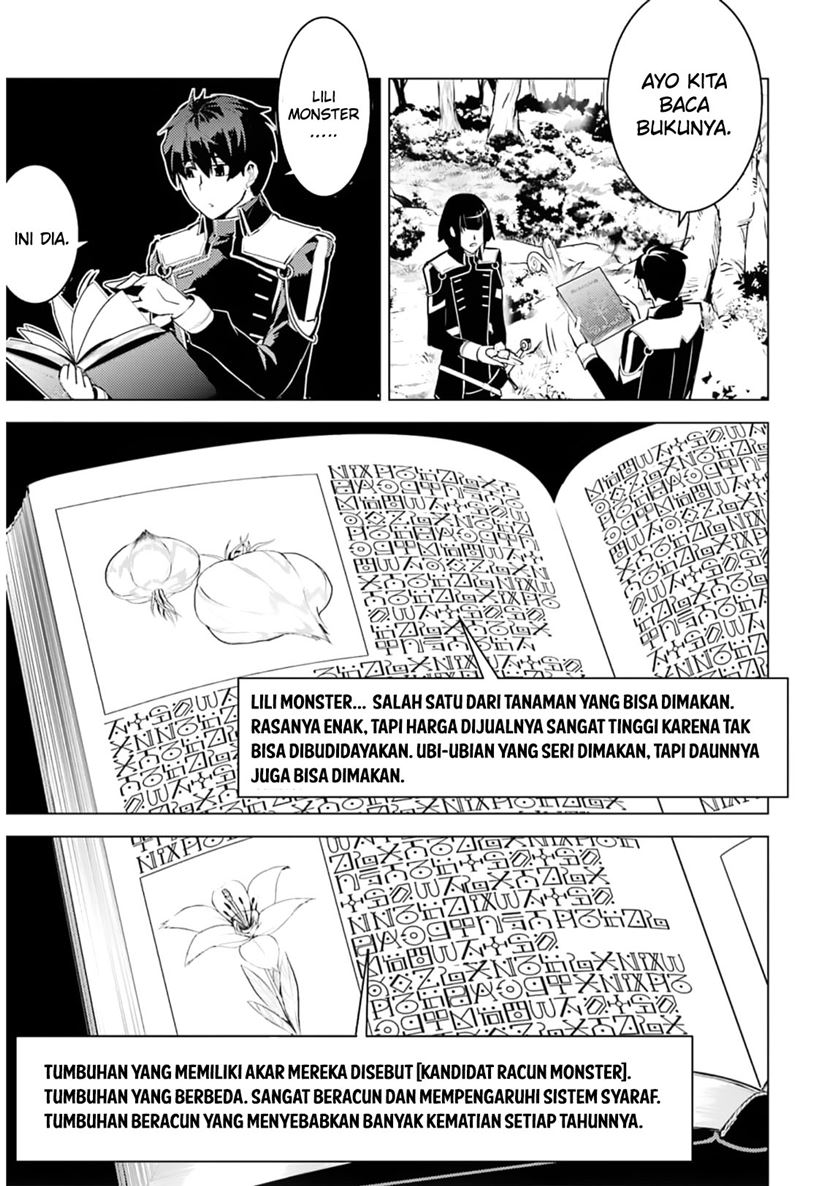 AYO KITA
BACA
BUKUNYA.
LILI
MONSTER
.....
INI DIA.
LILI MONSTER... SALAH SATU DARI TANAMAN YANG BISA DIMAKAN.
RASANYA ENAK, TAPI HARGA DIJUALNYA SANGAT TINGGI KARENA TAK
BISA DIBUDIDAYAKAN. UBI-UBIAN YANG SERI DIMAKAN, TAPI DAUNNYA
JUGA BISA DIMAKAN.
TUMBUHAN YANG MEMILIKI AKAR MEREKA DISEBUT [KANDIDAT RACUN MONSTER].
TUMBUHAN YANG BERBEDA. SANGAT BERACUN DAN MEMPENGARUHI SISTEM SYARAF.
TUMBUHAN BERACUN YANG MENYEBABKAN BANYAK KEMATIAN SETIAP TAHUNNYA.